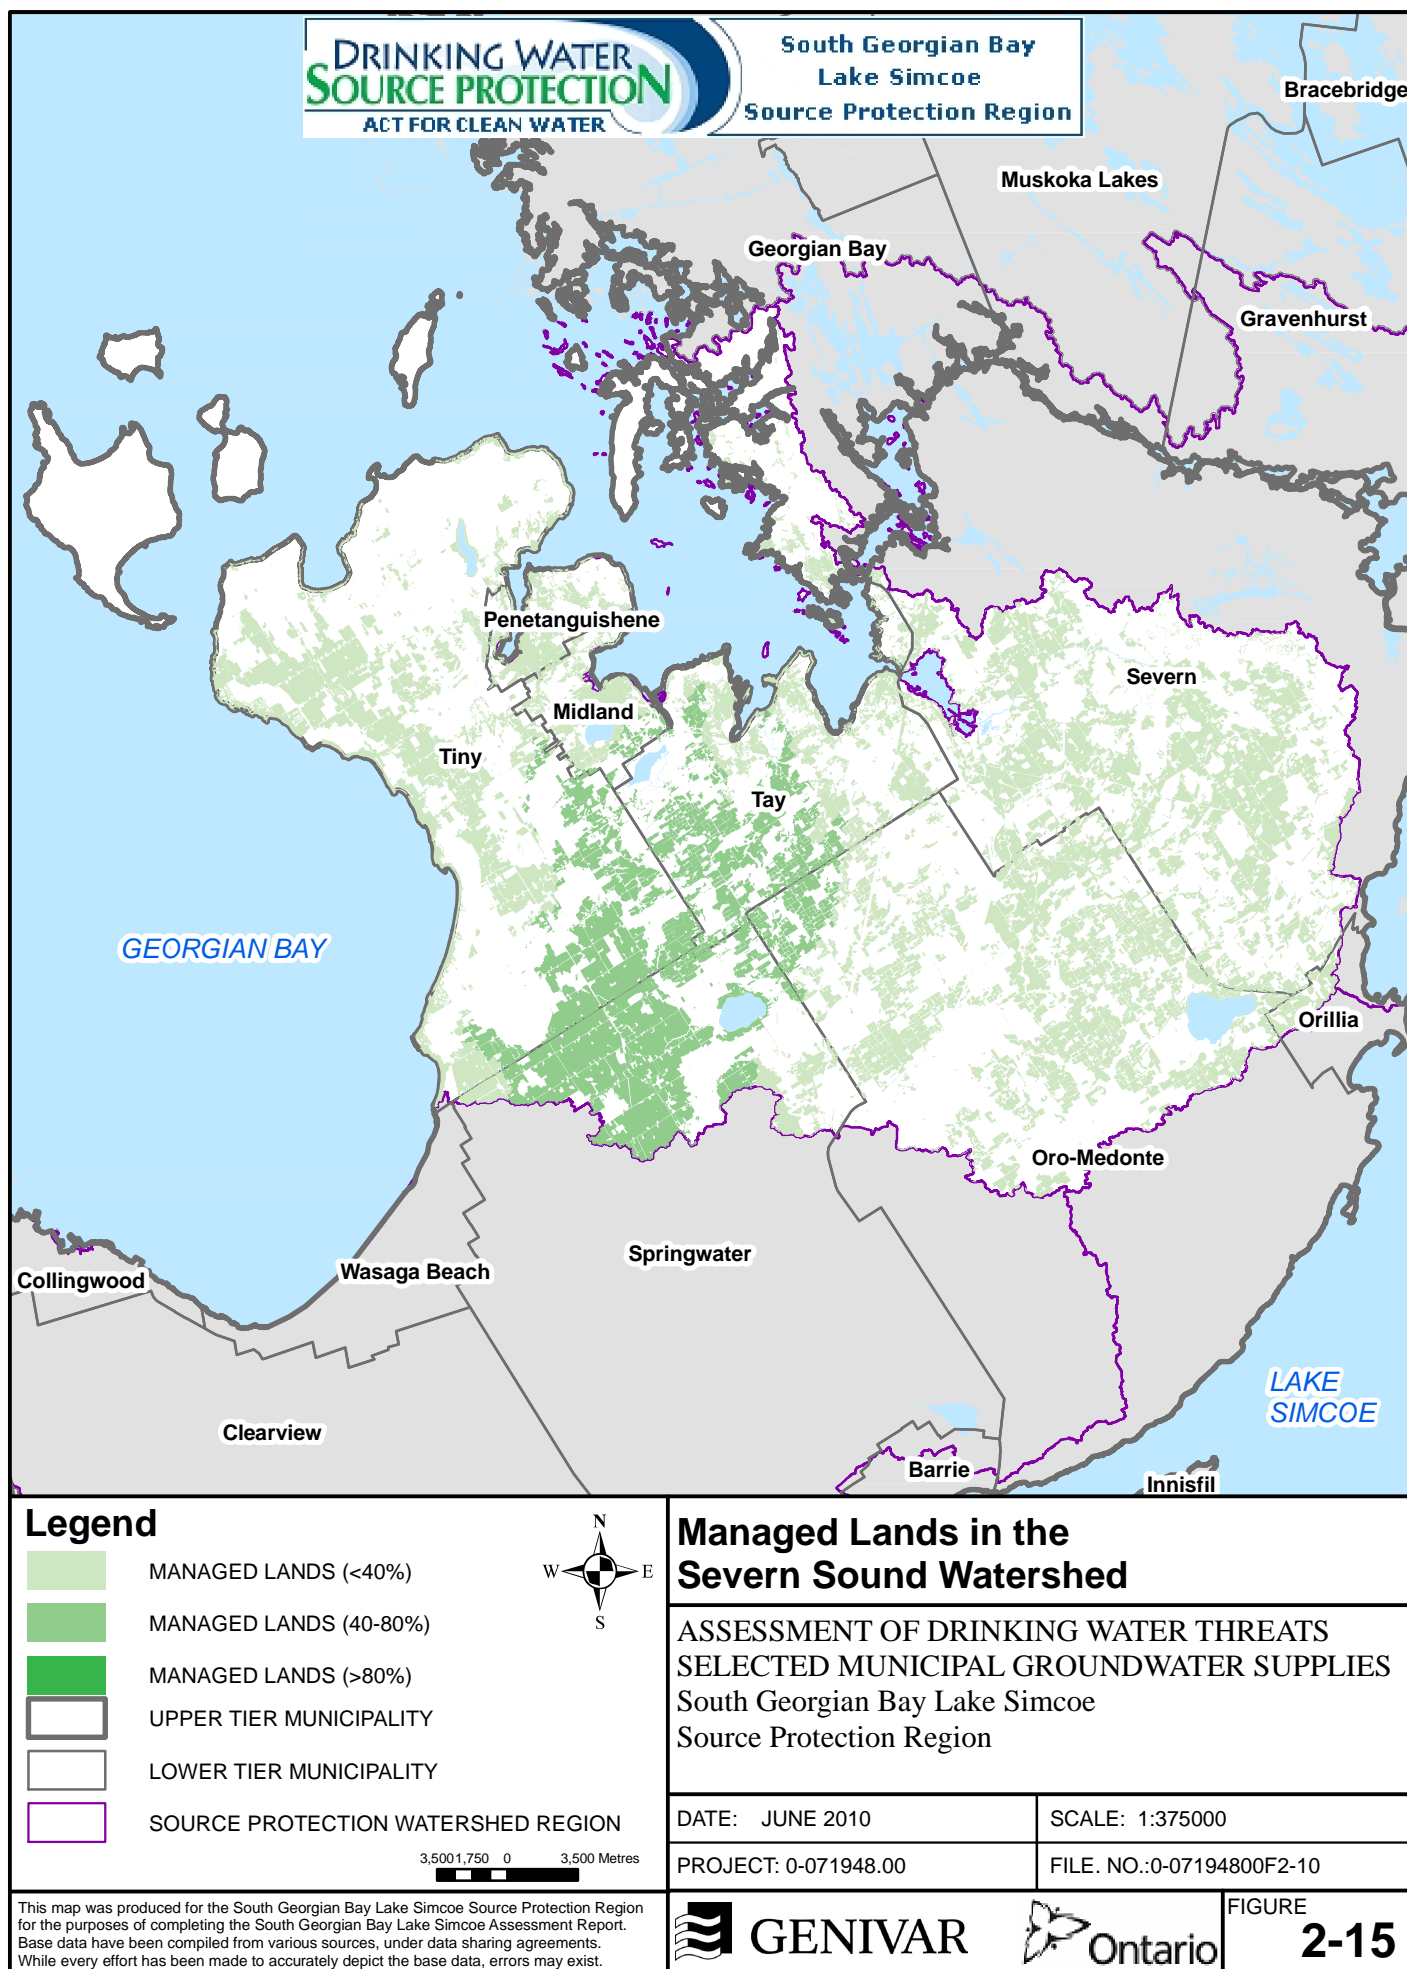 DRINKING WATER
SOURCE PROTECTION
ACT FOR CLEAN WATER
South Georgian Bay
Lake Simcoe
Source Protection Region
Bracebridge
Muskoka Lakes
Georgian Bay
Gravenhurst
Penetanguishene
Severn
Midland
Tiny
Tay
GEORGIAN BAY
Orillia
Oro-Medonte
Springwater
Wasaga Beach
Collingwood
LAKE
SIMCOE
Clearview
Barrie
Innisfil
Legend
MANAGED LANDS (<40%)
MANAGED LANDS (40-80%)
MANAGED LANDS (>80%)
UPPER TIER MUNICIPALITY
LOWER TIER MUNICIPALITY
SOURCE PROTECTION WATERSHED REGION
N
W E
S
3,5001,750 0 3,500 Metres
Managed Lands in the
Severn Sound Watershed
ASSESSMENT OF DRINKING WATER THREATS
SELECTED MUNICIPAL GROUNDWATER SUPPLIES
South Georgian Bay Lake Simcoe
Source Protection Region
DATE: JUNE 2010
SCALE: 1:375000
PROJECT: 0-071948.00
FILE. NO.:0-07194800F2-10
This map was produced for the South Georgian Bay Lake Simcoe Source Protection Region
for the purposes of completing the South Georgian Bay Lake Simcoe Assessment Report.
Base data have been compiled from various sources, under data sharing agreements.
While every effort has been made to accurately depict the base data, errors may exist.
GENIVAR
Ontario
FIGURE
2-15